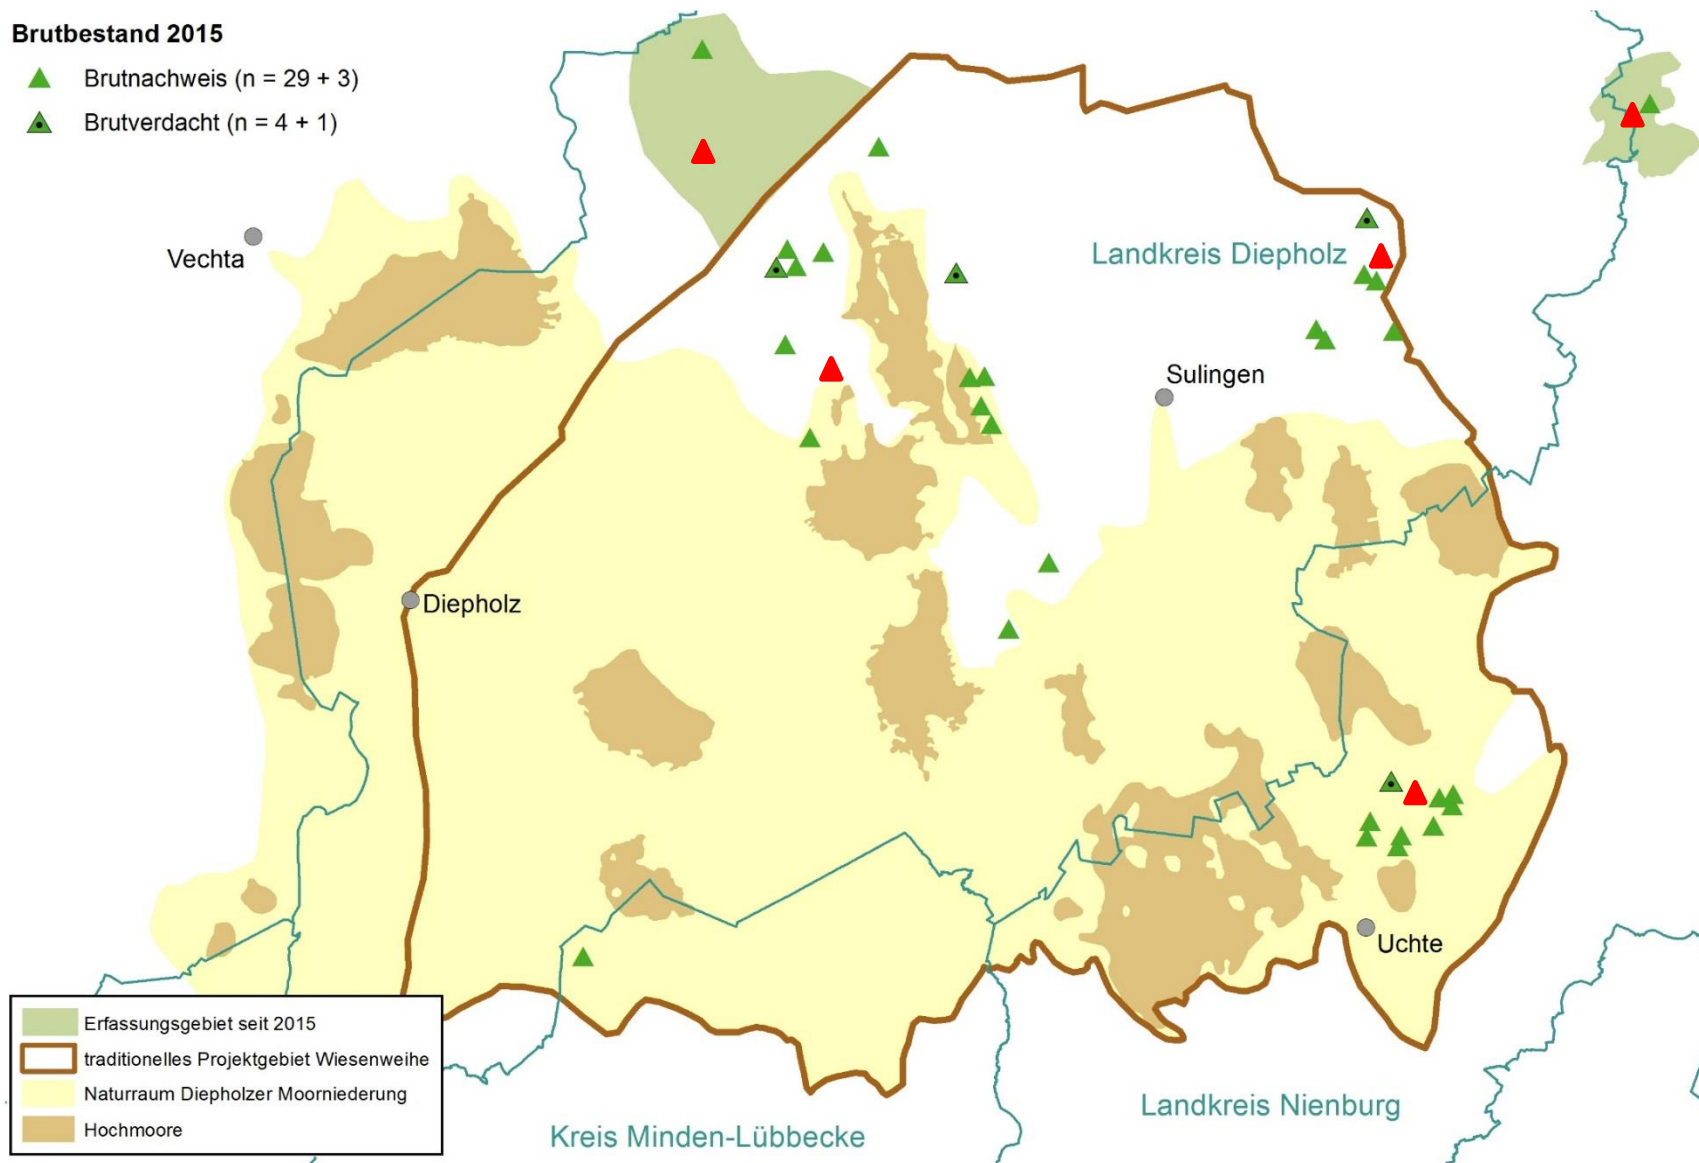 Brutbestand 2015
Brutnachweis (n = 29 + 3)
Brutverdacht (n = 4 + 1)
Vechta
Landkreis Diepholz
Sulingen
Diepholz
Uchte
Erfassungsgebiet seit 2015
traditionelles Projektgebiet Wiesenweihe
Naturraum Diepholzer Moorniederung
Hochmoore
Landkreis Nienburg
Kreis Minden-Lübbecke